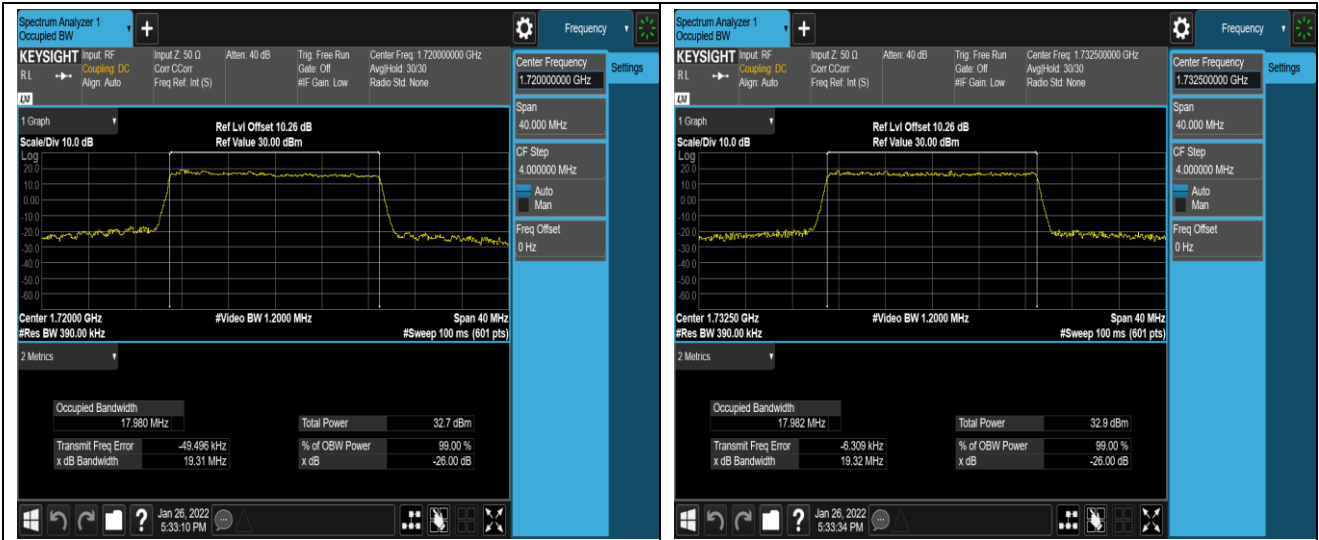 Spectrum Analyzer 1
Occupied BW
+
Frequency
KEYSIGHT Input: RF
RL
Coupling: DC
Align: Auto
Input Z: 50 Ω
Corr CCorr
Freq Ref: Int (S)
Atten: 40 dB
Trig: Free Run
Gate: Off
#IF Gain: Low
Center Freq: 1.720000000 GHz
Avg|Hold: 30/30
Radio Std: None
LXI
Center Frequency
1.72000000 GHz
Settings
Span
40.000 MHz
CF Step
4.000000 MHz
Auto
Man
Freq Offset
0 Hz
1 Graph
Scale/Div 10.0 dB
Ref Lvl Offset 10.26 dB
Ref Value 30.00 dBm
Log
20.0
10.0
0.00
-10.0
-20.0
-30.0
-40.0
-50.0
-60.0
Center 1.72000 GHz
#Video BW 1.2000 MHz
Span 40 MHz
#Res BW 390.00 kHz
#Sweep 100 ms (601 pts)
2 Metrics
Occupied Bandwidth
17.980 MHz
Total Power 32.7 dBm
Transmit Freq Error -49.496 kHz
% of OBW Power 99.00 %
x dB Bandwidth 19.31 MHz
x dB -26.00 dB
?
Jan 26, 2022
5:33:10 PM
Spectrum Analyzer 1
Occupied BW
+
Frequency
KEYSIGHT Input: RF
RL
Coupling: DC
Align: Auto
Input Z: 50 Ω
Corr CCorr
Freq Ref: Int (S)
Atten: 40 dB
Trig: Free Run
Gate: Off
#IF Gain: Low
Center Freq: 1.732500000 GHz
Avg|Hold: 30/30
Radio Std: None
LXI
Center Frequency
1.732500000 GHz
Settings
Span
40.000 MHz
CF Step
4.000000 MHz
Auto
Man
Freq Offset
0 Hz
1 Graph
Scale/Div 10.0 dB
Ref Lvl Offset 10.26 dB
Ref Value 30.00 dBm
Log
20.0
10.0
0.00
-10.0
-20.0
-30.0
-40.0
-50.0
-60.0
Center 1.73250 GHz
#Video BW 1.2000 MHz
Span 40 MHz
#Res BW 390.00 kHz
#Sweep 100 ms (601 pts)
2 Metrics
Occupied Bandwidth
17.982 MHz
Total Power 32.9 dBm
Transmit Freq Error -6.309 kHz
% of OBW Power 99.00 %
x dB Bandwidth 19.32 MHz
x dB -26.00 dB
?
Jan 26, 2022
5:33:34 PM